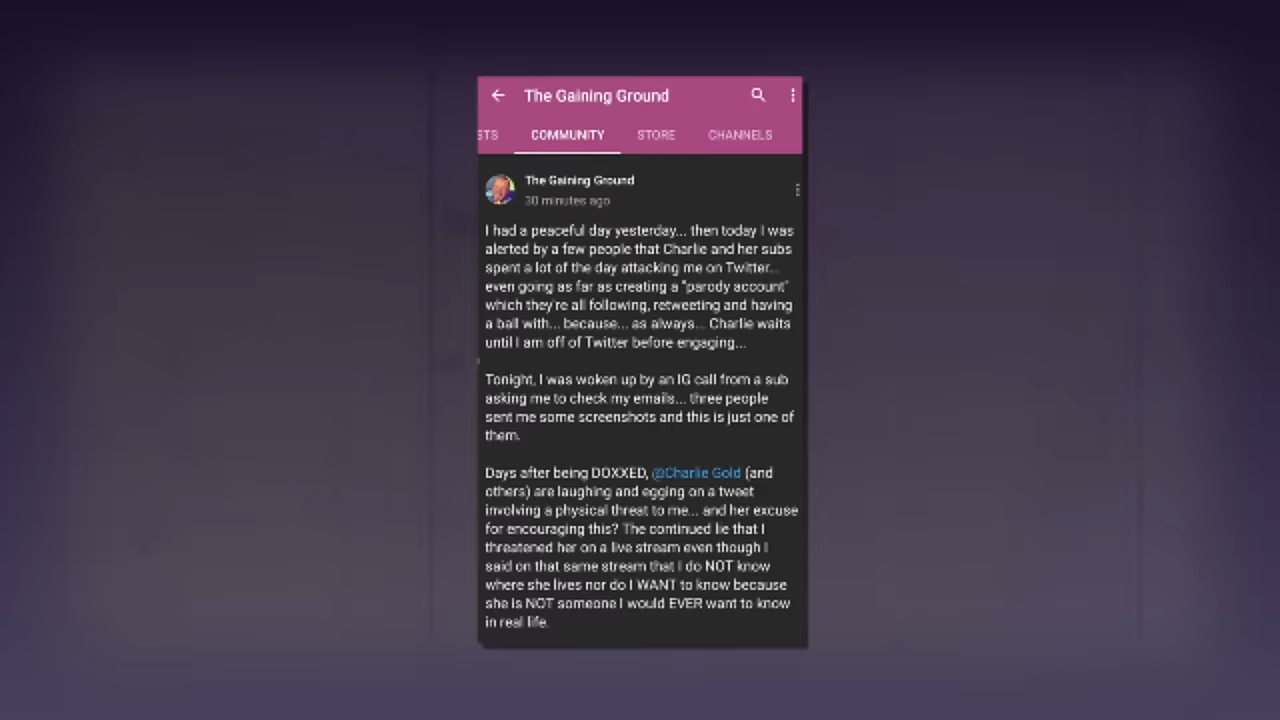 The Gaining Ground
STS COMMUNITY STORE CHANNELS
The Gaining Ground
30 minutes ago
I had a peaceful day yesterday... then today I was
alerted by a few people that Charlie and her subs
spent a lot of the day attacking me on Twitter...
even going as far as creating a "parody account"
which they're all following, retweeting and having
a ball with... because... as always... Charlie waits
until I am off of Twitter before engaging...
Tonight, I was woken up by an IG call from a sub
asking me to check my emails... three people
sent me some screenshots and this is just one of
them.
Days after being DOXXED, @Charlie Gold (and
others) are laughing and egging on a tweet
involving a physical threat to me... and her excuse
for encouraging this? The continued lie that I
threatened her on a live stream even though I
said on that same stream that I do NOT know
where she lives nor do I WANT to know because
she is NOT someone I would EVER want to know
in real life.